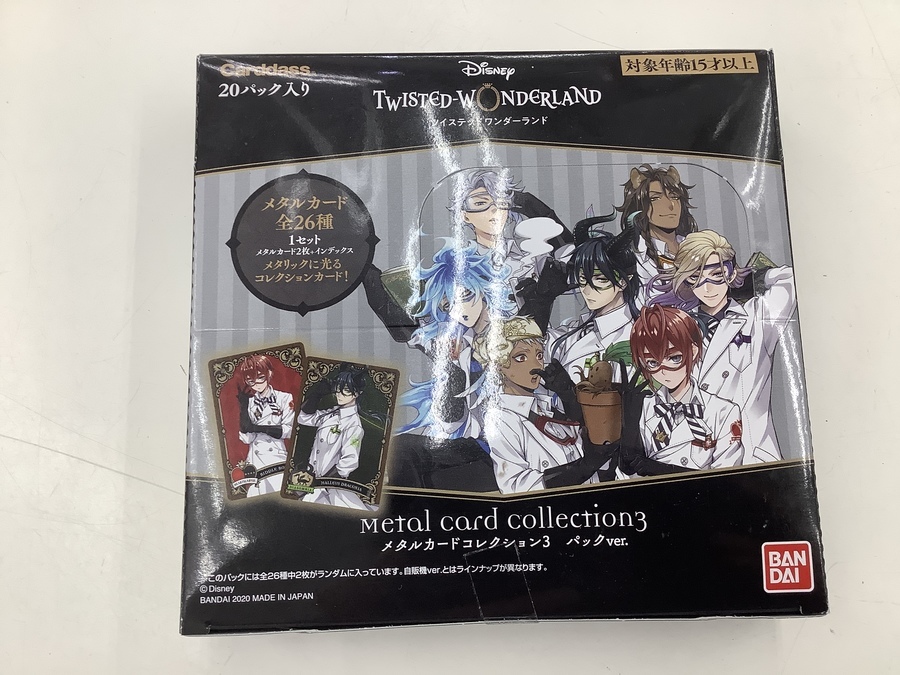 Carddass
20パック入り
Disney
TWISTED-WONDERLAND
ツイステッドワンダーランド
対象年齢15才以上
メタルカード
全26種
1セット
メタルカード2枚+インデックス
メタリックに光る
コレクションカード!
MALLEUS DRACONIA
Metal card collection3
メタルカードコレクション3 パックver.
※このパックには全26種中2枚がランダムに入っています。自販機ver.とはラインナップが異なります。
©Disney
BANDAI 2020 MADE IN JAPAN
BAN
DAI